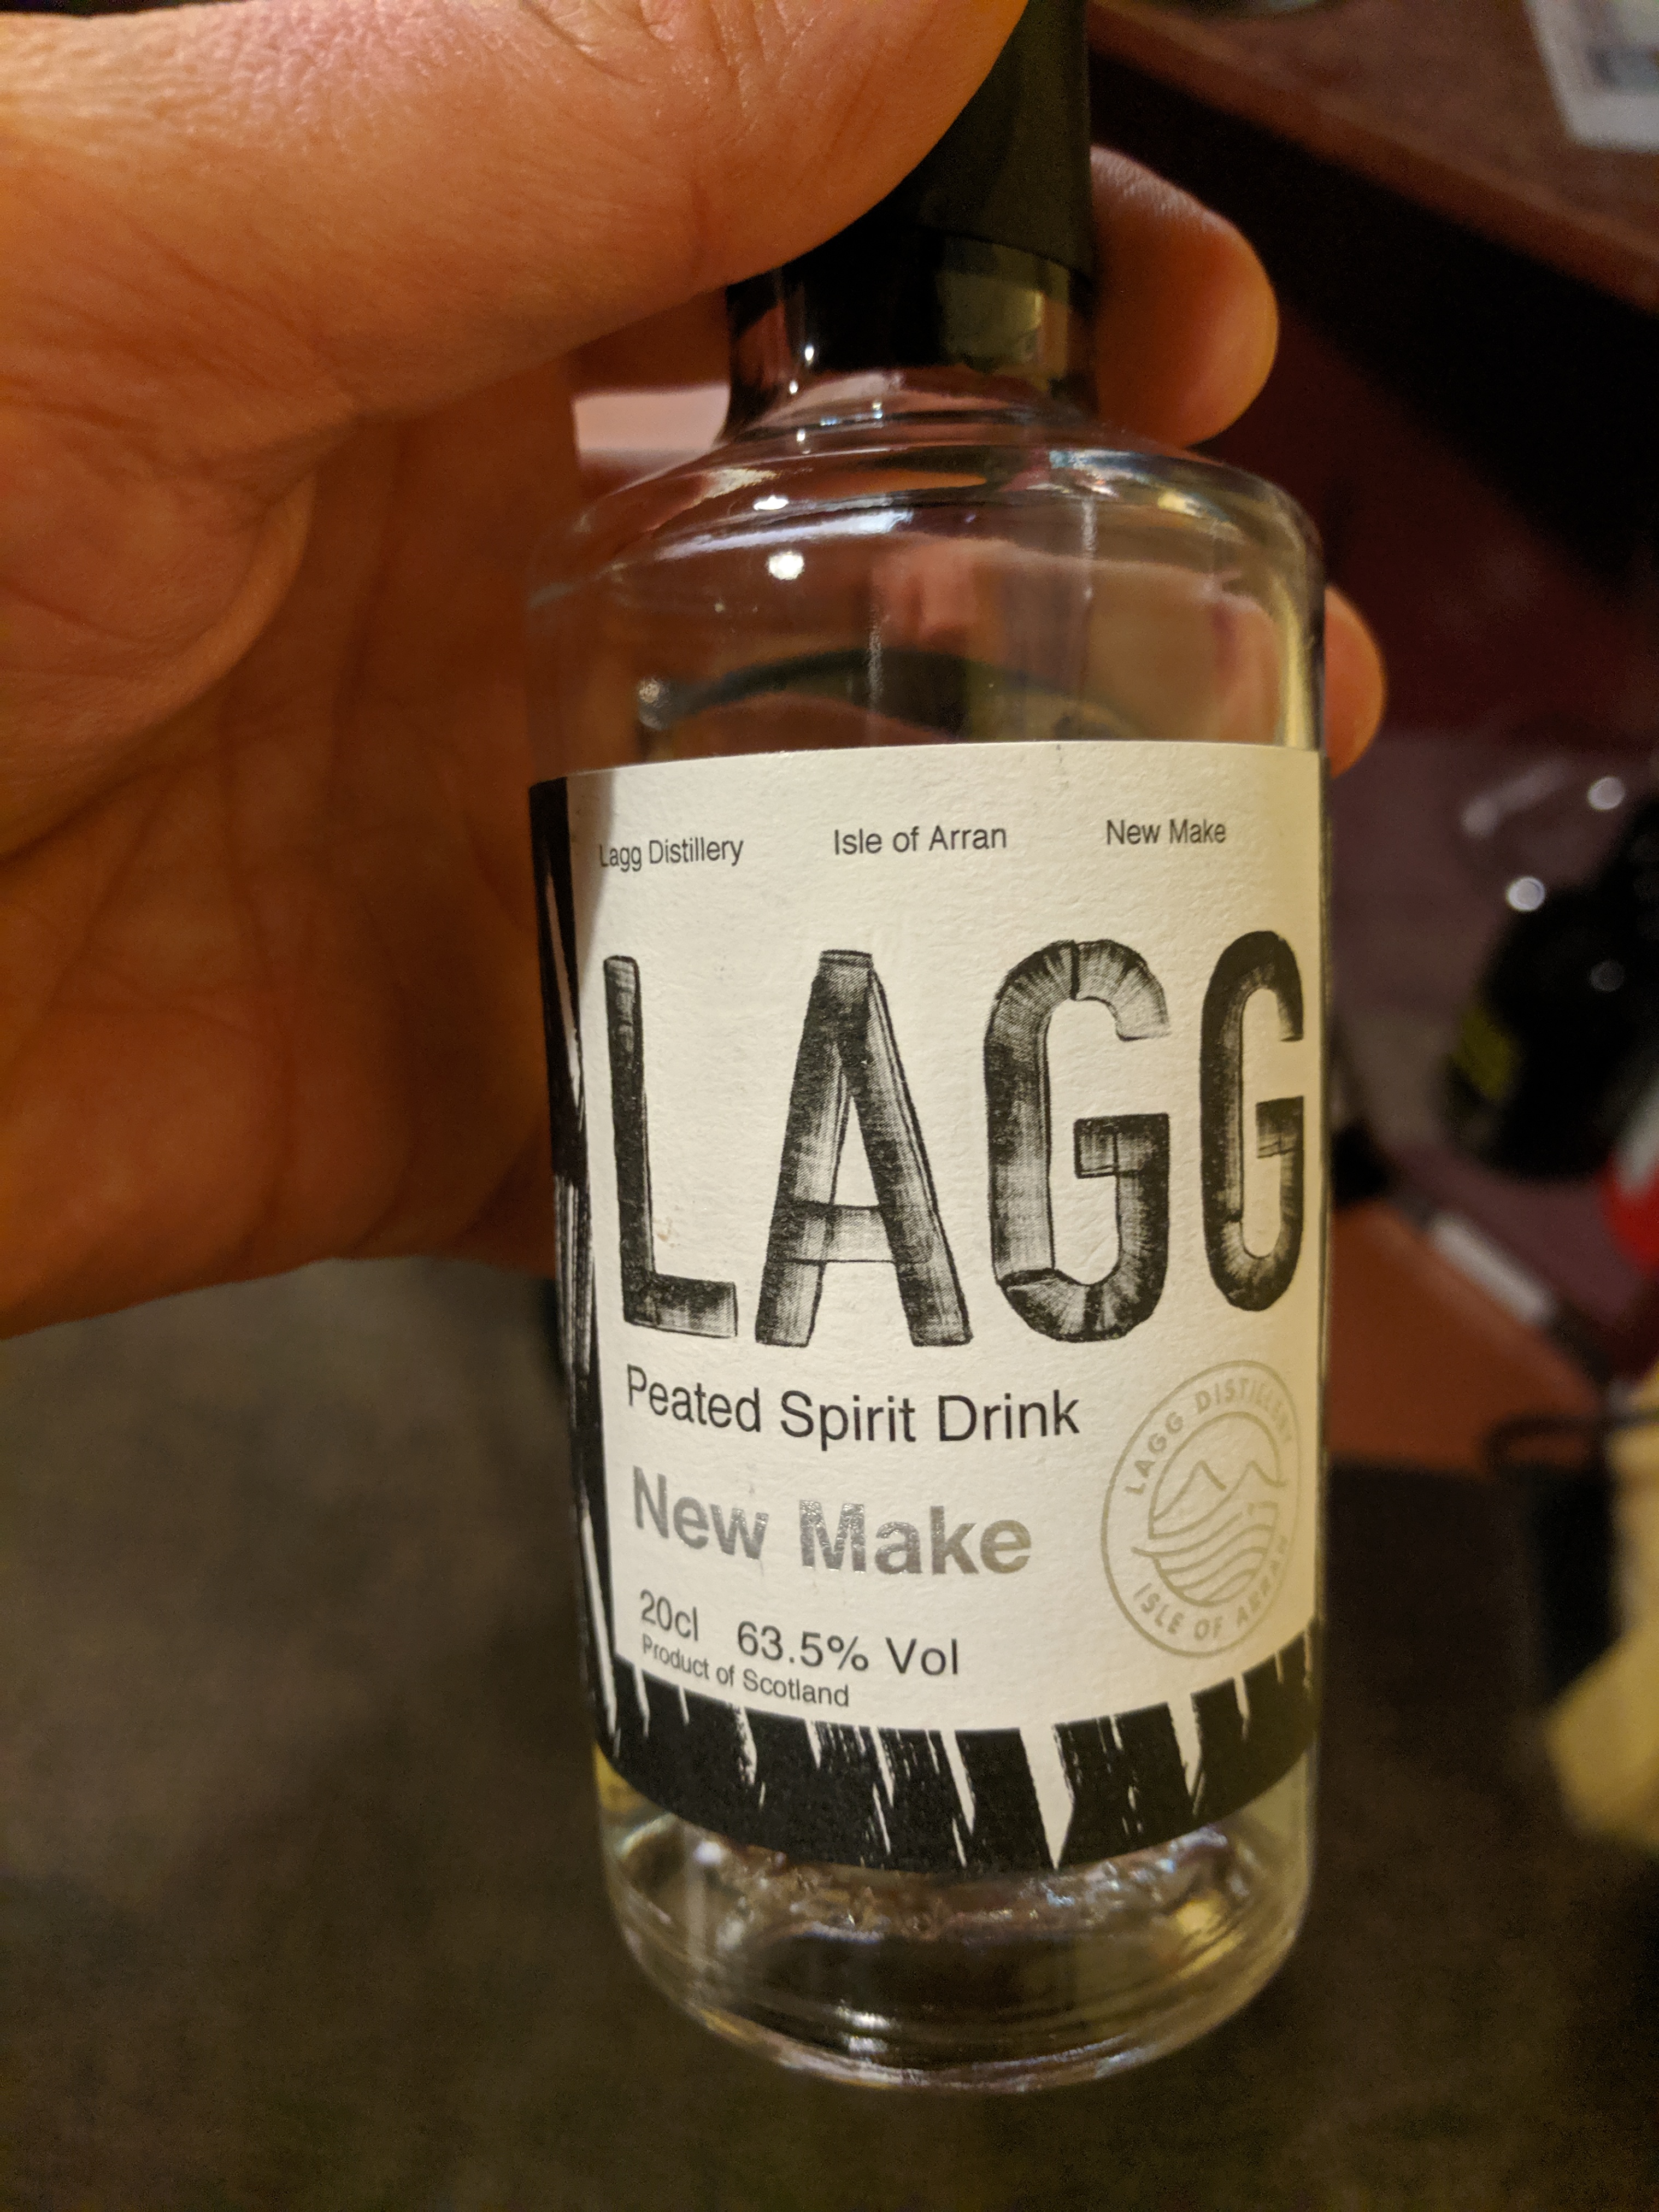 Lagg Distillery Isle of Arran New Make
LAGG
Peated Spirit Drink
New Make
20cl 63.5% Vol
Product of Scotland
LAGG DISTILLERY
ISLE OF ARRAN